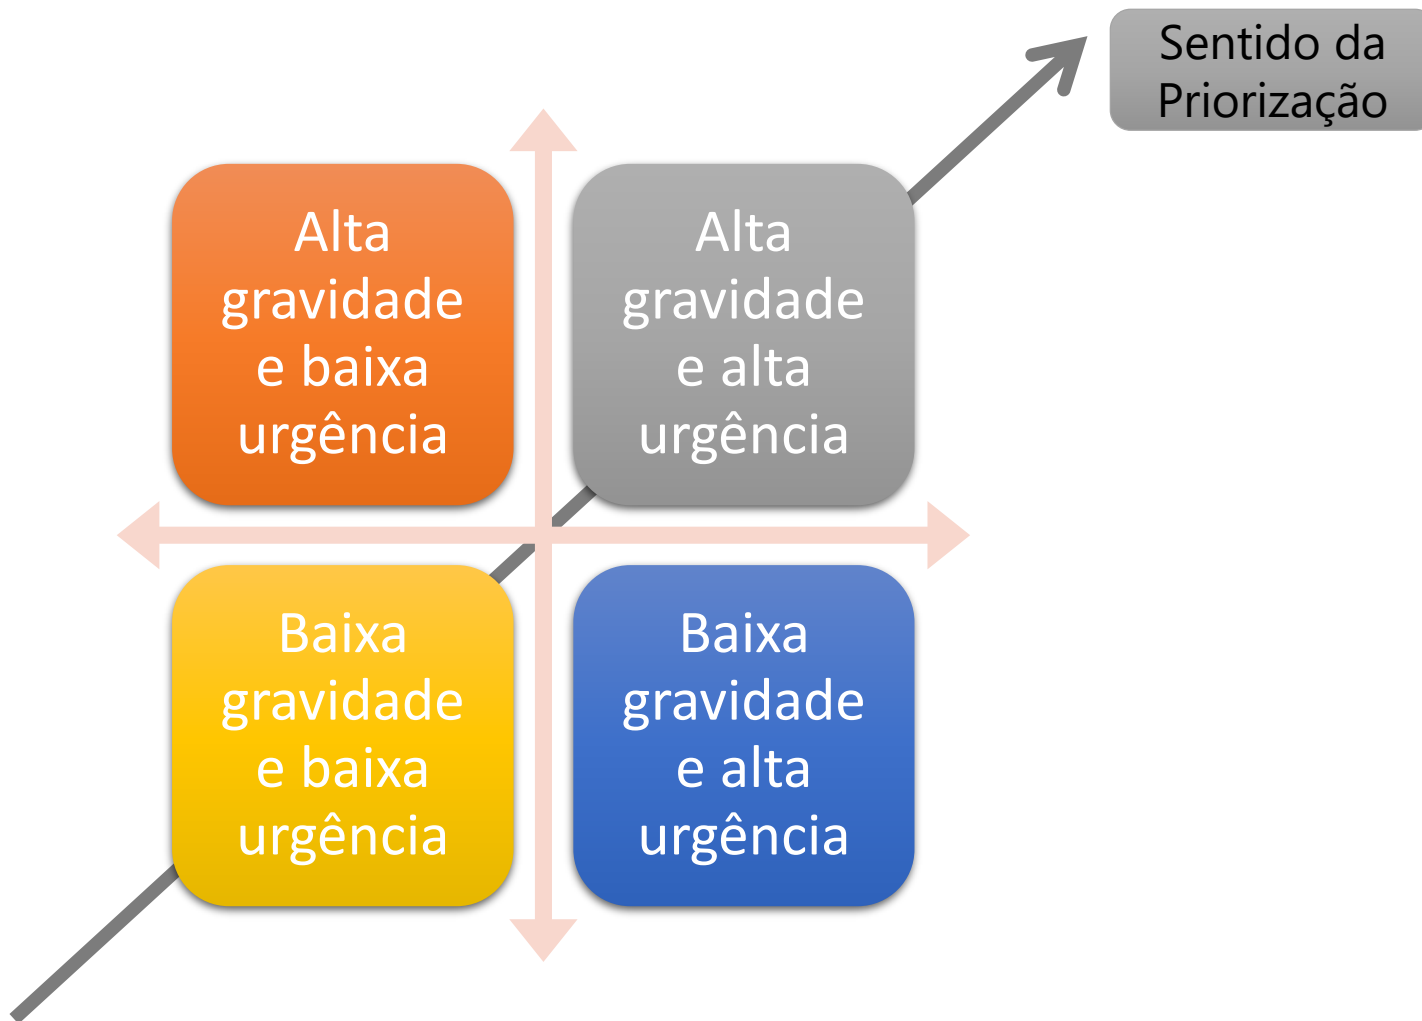 Sentido da
Priorização
Alta
gravidade
e baixa
urgência
Alta
gravidade
e alta
urgência
Baixa
gravidade
e baixa
urgência
Baixa
gravidade
e alta
urgência